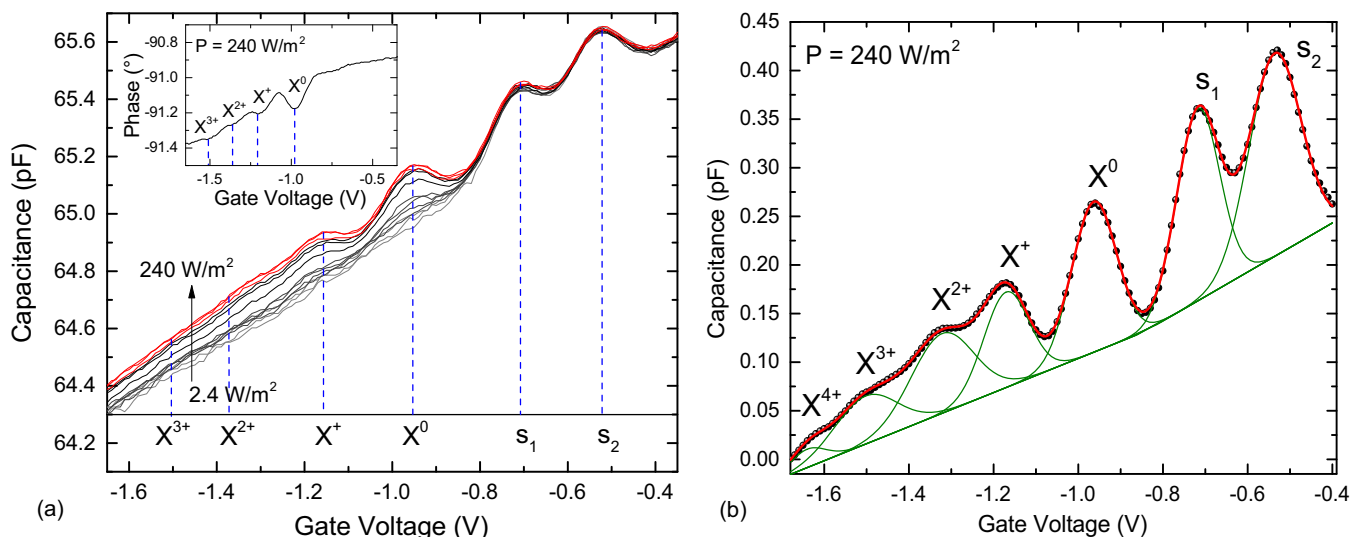 65.6
65.4
65.2
65.0
64.8
64.6
64.4
64.2
Capacitance (pF)
-1.6 -1.4 -1.2 -1.0 -0.8 -0.6 -0.4
Gate Voltage (V)
(a)
P = 240 W/m²
-90.8
-91.0
-91.2
-91.4
Phase (°)
X³⁺ X²⁺ X⁺ X⁰
-1.5 -1.0 -0.5
Gate Voltage (V)
240 W/m²
2.4 W/m²
X³⁺ X²⁺ X⁺ X⁰ s₁ s₂
0.45
0.40
0.35
0.30
0.25
0.20
0.15
0.10
0.05
0.00
Capacitance (pF)
P = 240 W/m²
X⁴⁺ X³⁺ X²⁺ X⁺ X⁰ s₁ s₂
-1.6 -1.4 -1.2 -1.0 -0.8 -0.6 -0.4
Gate Voltage (V)
(b)